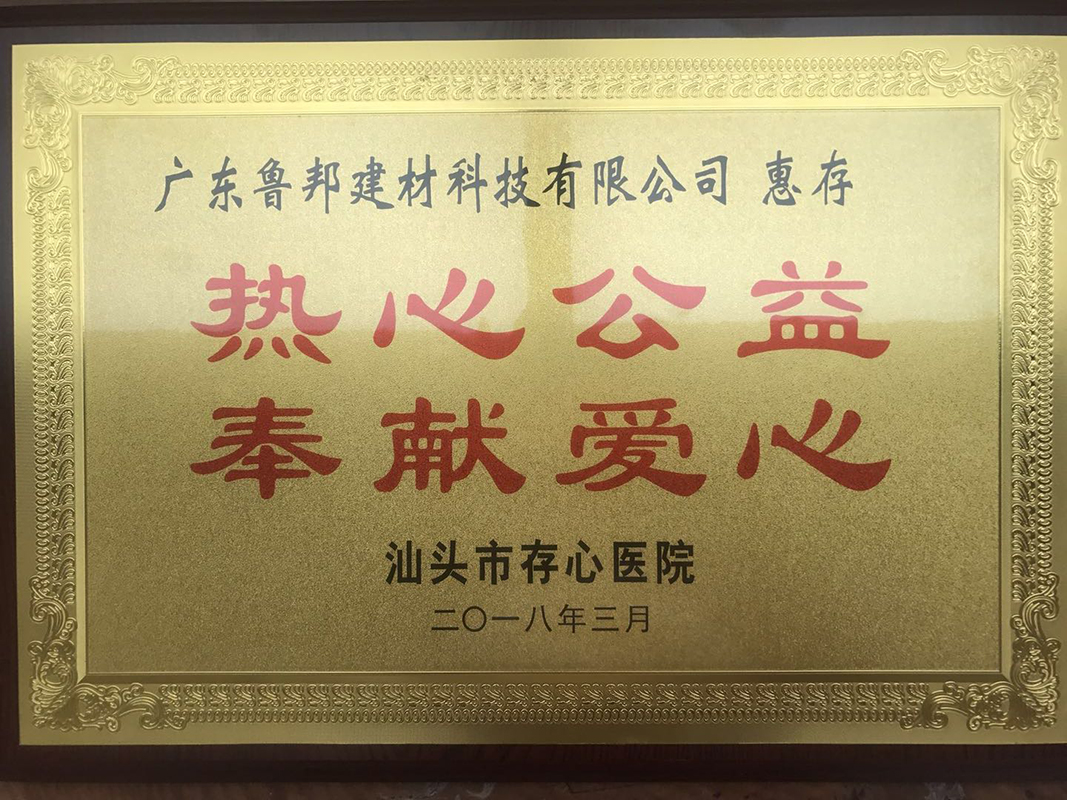 广东鲁邦建材科技有限公司 惠存
热心公益
奉献爱心
汕头市存心医院
二〇一八年三月